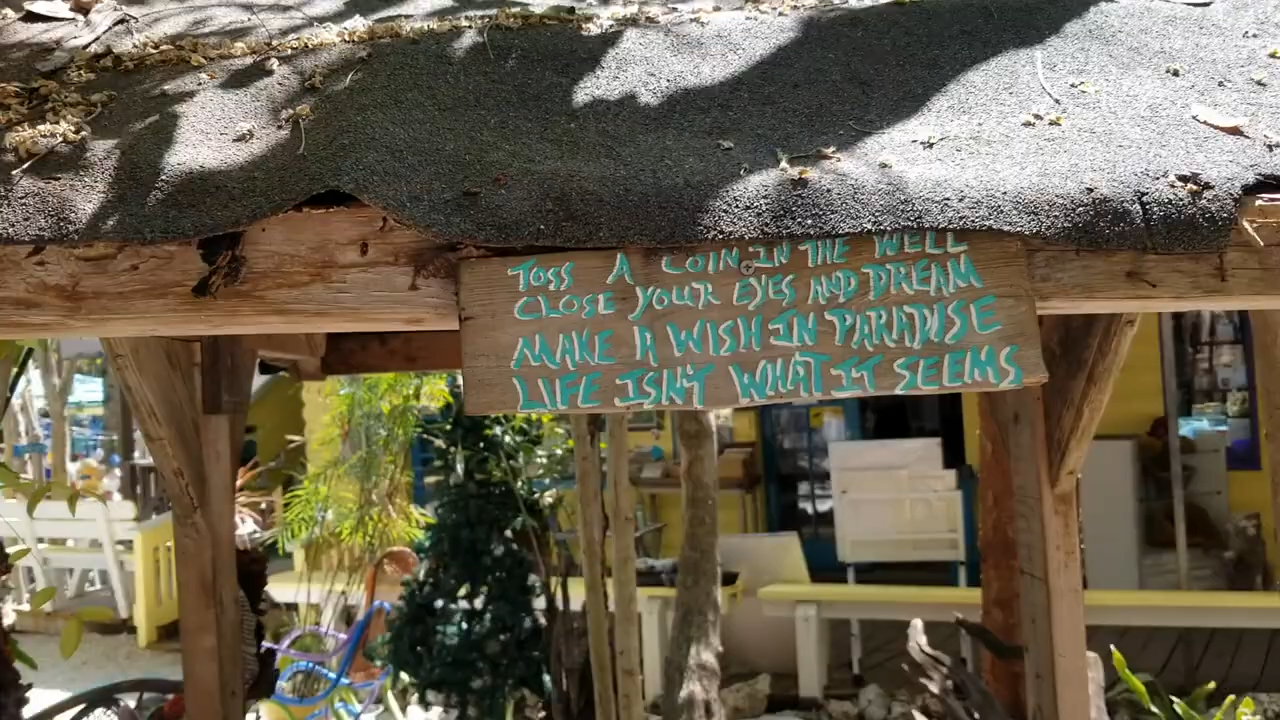 TOSS A COIN IN THE WELL
CLOSE YOUR EYES AND DREAM
MAKE A WISH IN PARADISE
LIFE ISN'T WHAT IT SEEMS